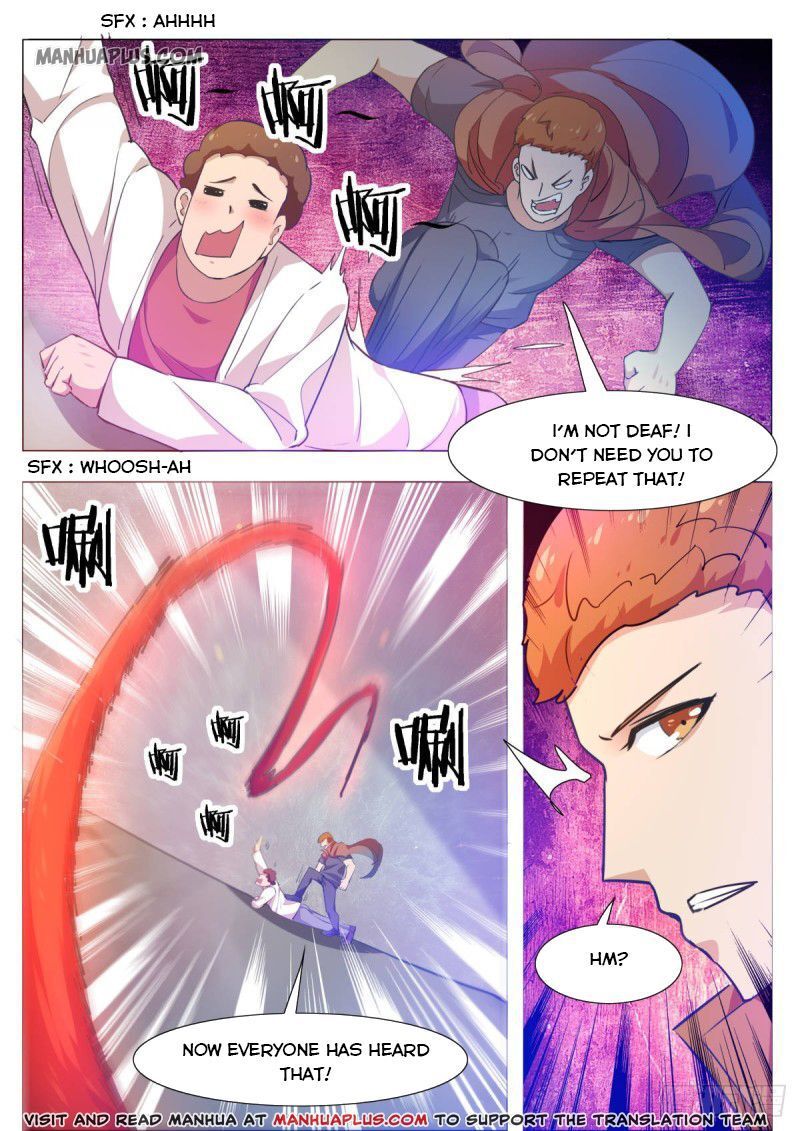 SFX : AHHHH
MANHUAPLUS.COM
I'M NOT DEAF! I
DON'T NEED YOU TO
REPEAT THAT!
SFX : WHOOSH-AH
HM?
NOW EVERYONE HAS HEARD
THAT!
VISIT AND READ MANHUA AT MANHUAPLUS.COM TO SUPPORT THE TRANSLATION TEAM